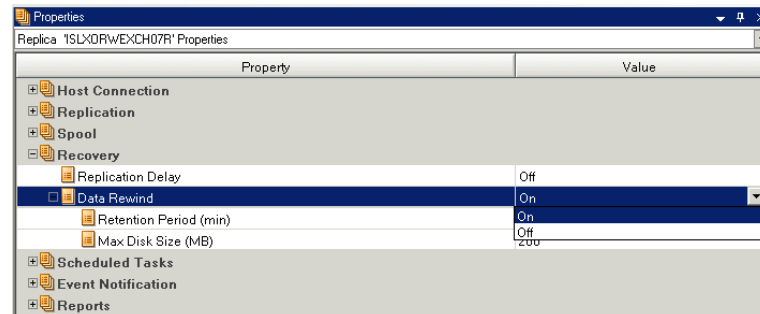 Properties
Replica 'ISLXORWEXCH07R' Properties
Property Value
Host Connection
Replication
Spool
Recovery
Replication Delay Off
Data Rewind On
Retention Period (min) On
Off
Max Disk Size (MB) 200
Scheduled Tasks
Event Notification
Reports